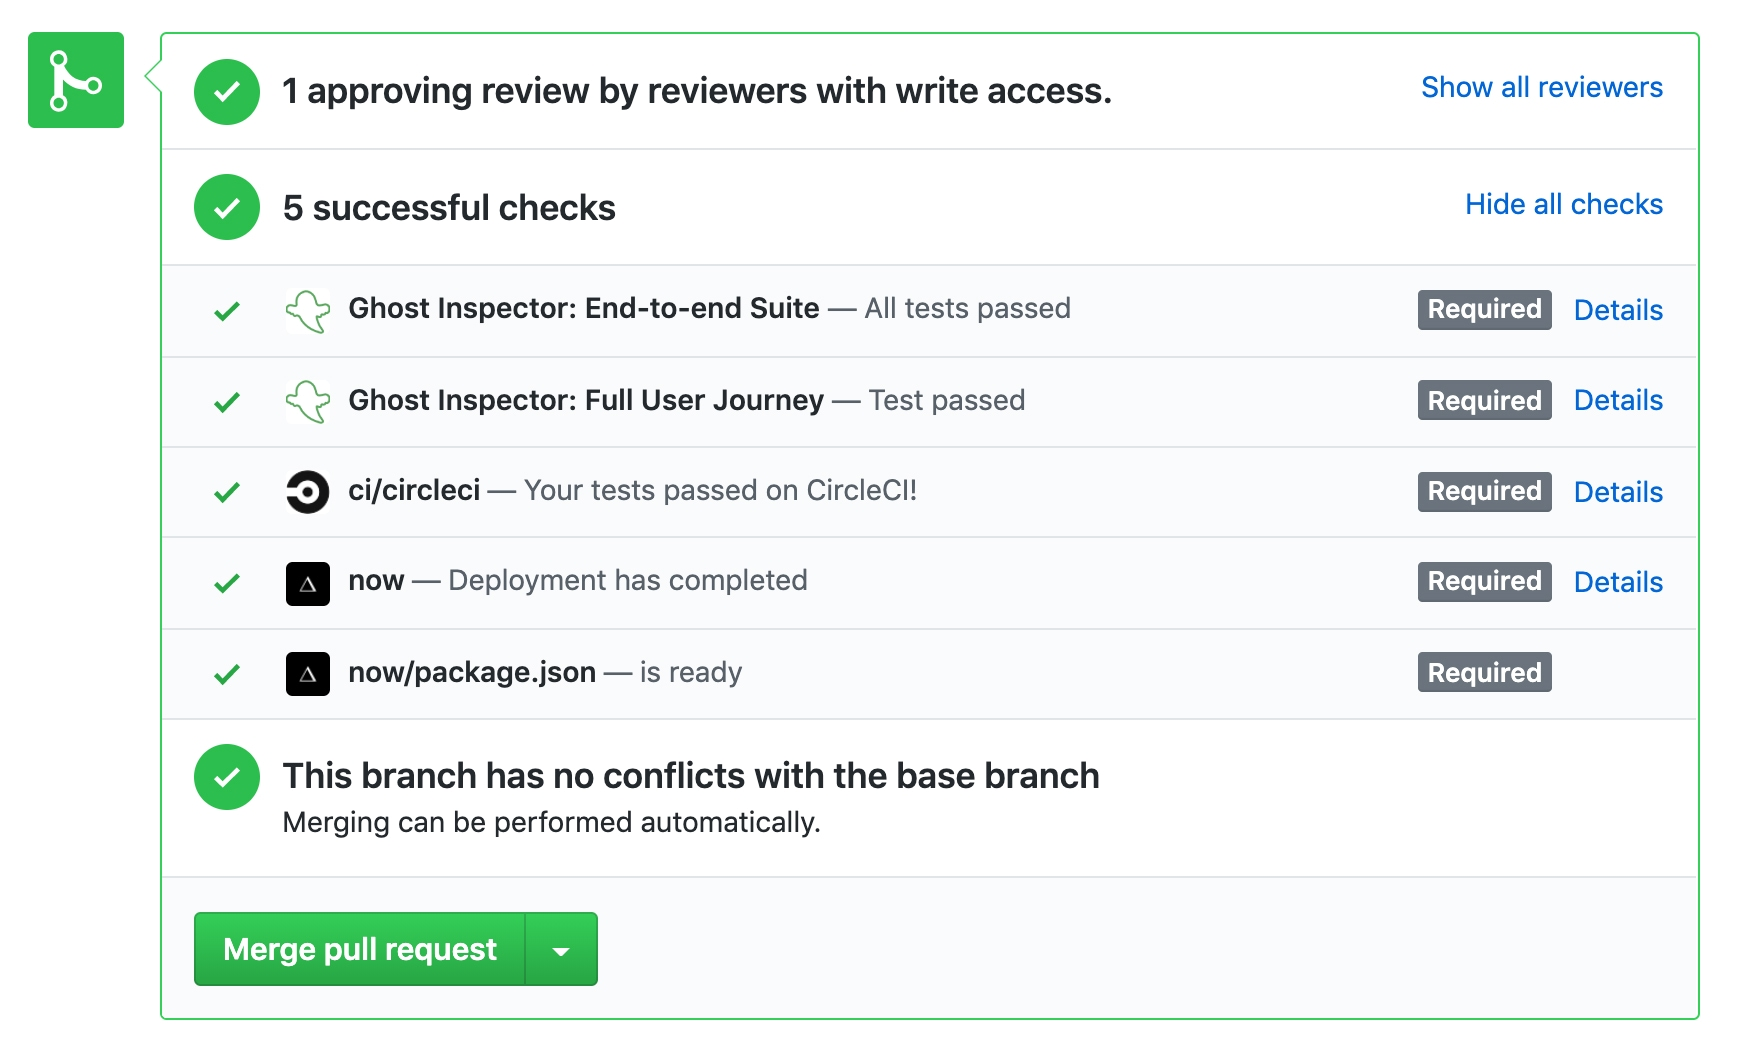 1 approving review by reviewers with write access.
Show all reviewers
5 successful checks
Hide all checks
Ghost Inspector: End-to-end Suite — All tests passed
Required
Details
Ghost Inspector: Full User Journey — Test passed
Required
Details
ci/circleci — Your tests passed on CircleCI!
Required
Details
now — Deployment has completed
Required
Details
now/package.json — is ready
Required
This branch has no conflicts with the base branch
Merging can be performed automatically.
Merge pull request